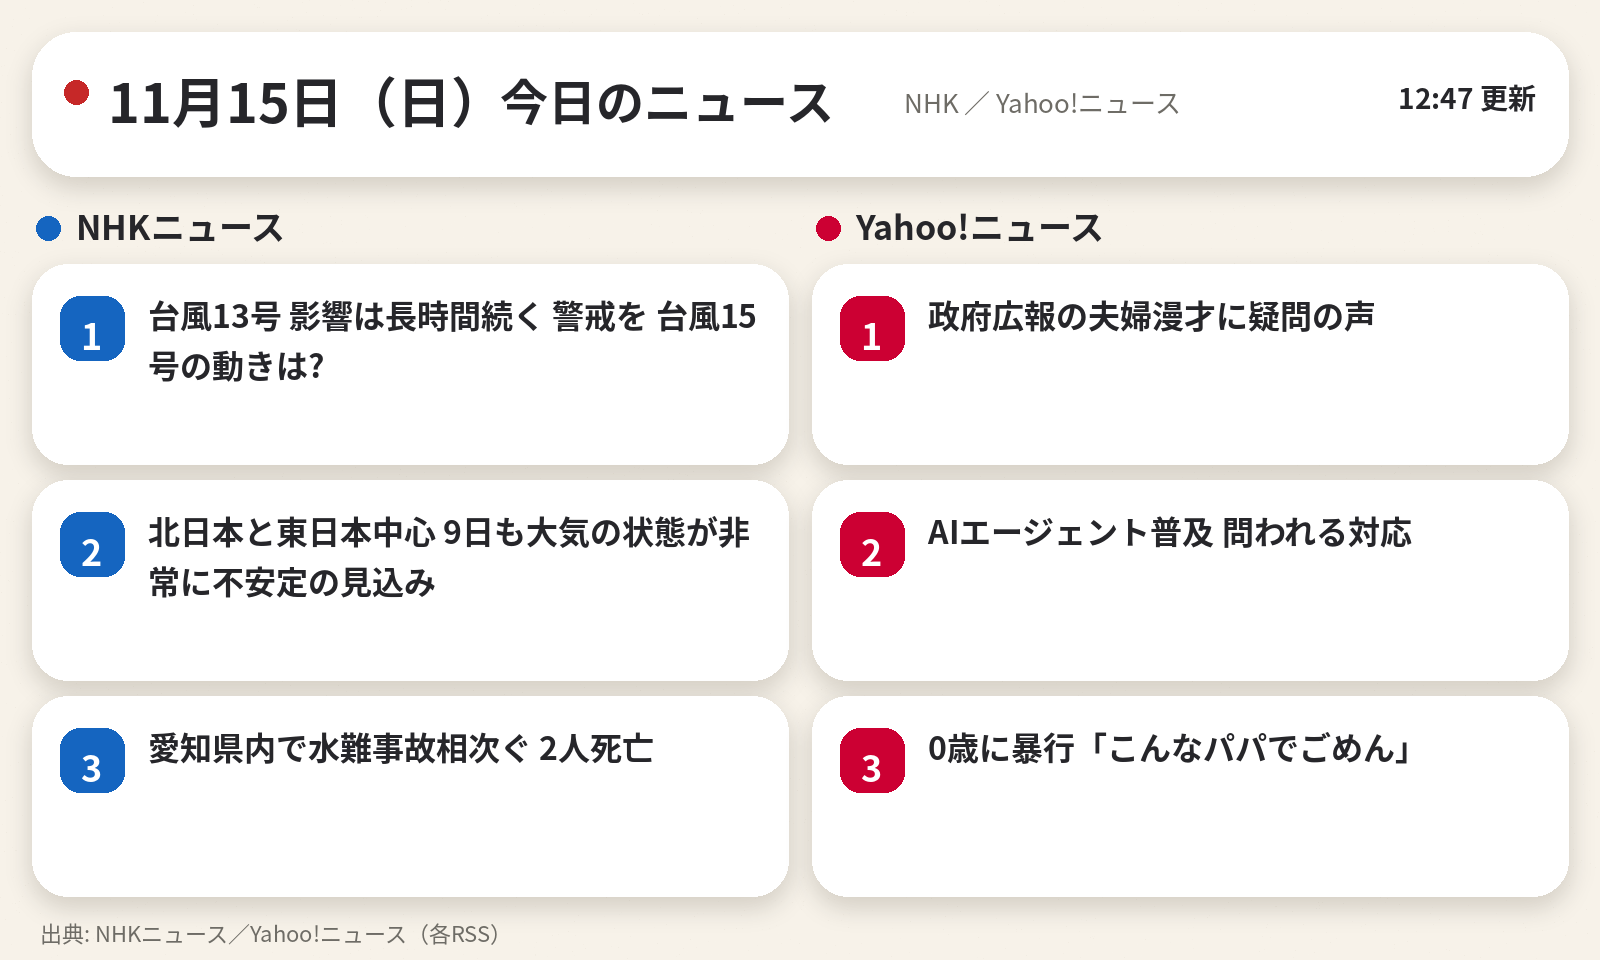 11月15日（日）今日のニュース
NHK ／ Yahoo!ニュース
12:47 更新
NHKニュース
1
台風13号 影響は長時間続く 警戒を 台風15
号の動きは?
2
北日本と東日本中心 9日も大気の状態が非
常に不安定の見込み
3
愛知県内で水難事故相次ぐ 2人死亡
Yahoo!ニュース
1
政府広報の夫婦漫才に疑問の声
2
AIエージェント普及 問われる対応
3
0歳に暴行「こんなパパでごめん」
出典: NHKニュース／Yahoo!ニュース（各RSS）